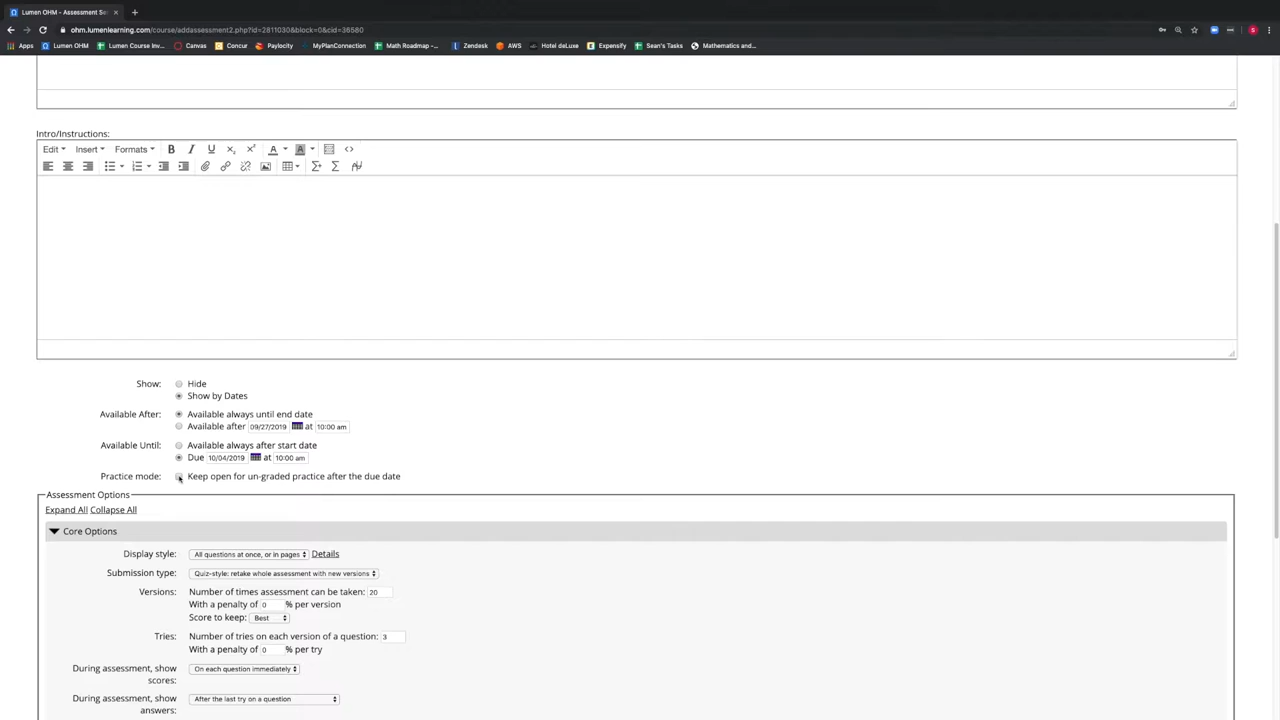 Lumen OHM - Assessment Se
ohm.lumenlearning.com/course/addassessment2.php?id=2811030&block=0&cid=36560
Apps Lumen OHM Lumen Course Inv... Canvas Concur Paylocity MyPlanConnection Math Roadmap -... Zendesk AWS Hotel deLuxe Expensify Sean's Tasks Mathematics and...
Intro/Instructions:
Edit Insert Formats B I U X₂ X² A A <>
Show: Hide
Show by Dates
Available After: Available always until end date
Available after 09/27/2019 at 10:00 am
Available Until: Available always after start date
Due 10/04/2019 at 10:00 am
Practice mode: Keep open for un-graded practice after the due date
Assessment Options
Expand All Collapse All
Core Options
Display style: All questions at once, or in pages Details
Submission type: Quiz-style: retake whole assessment with new versions
Versions: Number of times assessment can be taken: 20
With a penalty of 0 % per version
Score to keep: Best
Tries: Number of tries on each version of a question: 3
With a penalty of 0 % per try
During assessment, show scores: On each question immediately
During assessment, show answers: After the last try on a question